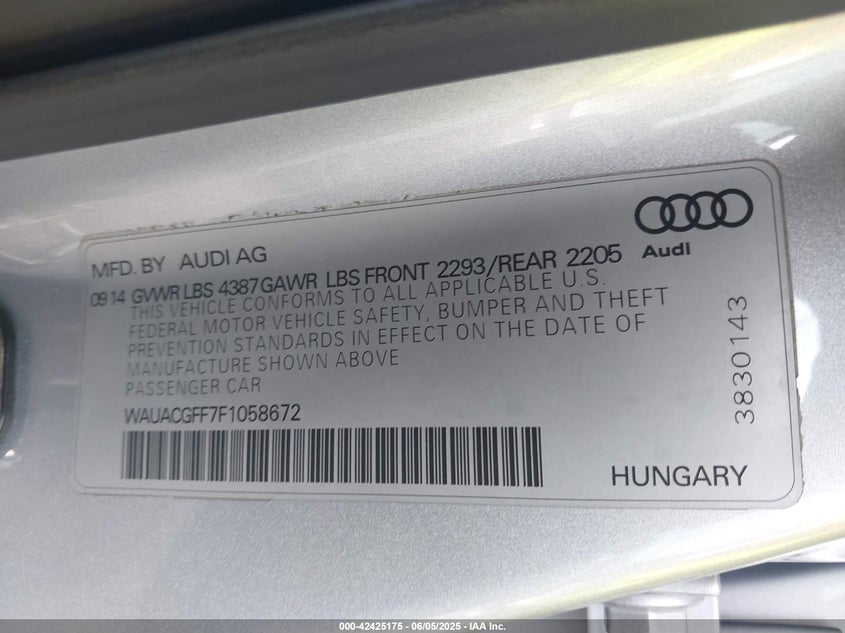 MFD. BY AUDI AG
Audi
0914 GVWR LBS 4387 GAWR LBS FRONT 2293/REAR 2205
THIS VEHICLE CONFORMS TO ALL APPLICABLE U.S.
FEDERAL MOTOR VEHICLE SAFETY, BUMPER AND THEFT
PREVENTION STANDARDS IN EFFECT ON THE DATE OF
MANUFACTURE SHOWN ABOVE
PASSENGER CAR
WAUACGFF7F1058672
HUNGARY
3830143
000-42425175 - 06/05/2025 - IAA Inc.